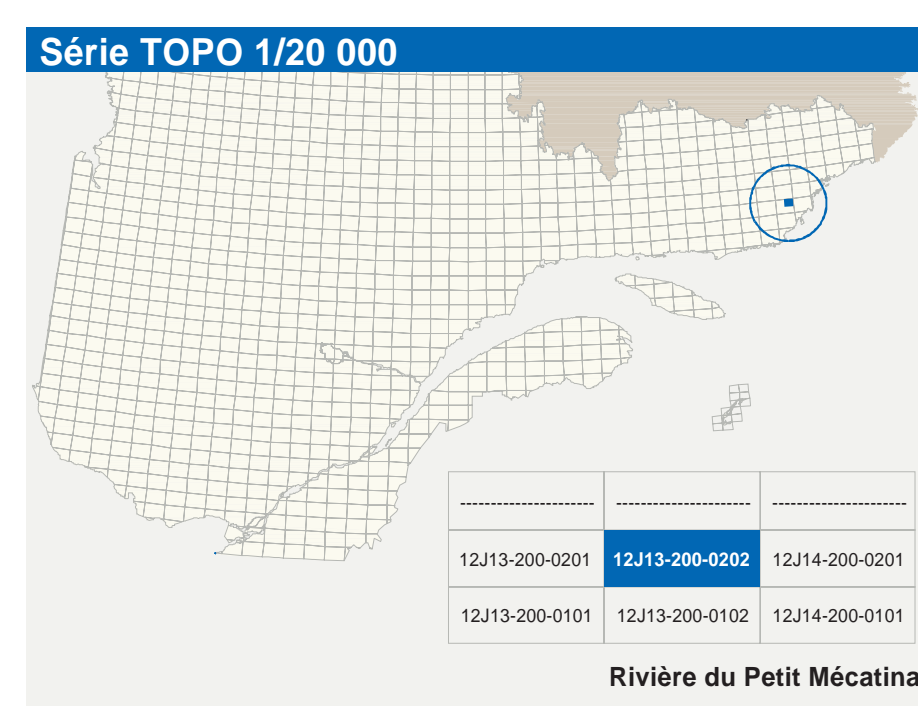 Série TOPO 1/20 000
---------------------- ---------------------- ----------------------
12J13-200-0201 12J13-200-0202 12J14-200-0201
12J13-200-0101 12J13-200-0102 12J14-200-0101
Rivière du Petit Mécatina